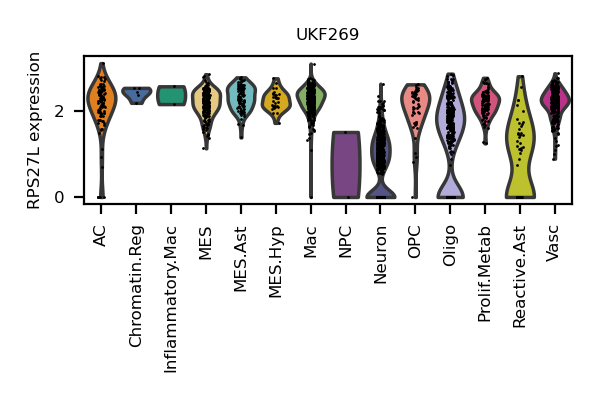 UKF269
RPS27L expression
2
0
AC
Chromatin.Reg
Inflammatory.Mac
MES
MES.Ast
MES.Hyp
Mac
NPC
Neuron
OPC
Oligo
Prolif.Metab
Reactive.Ast
Vasc